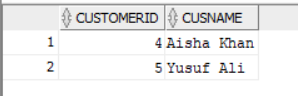 CUSTOMERID CUSNAME
1 4 Aisha Khan
2 5 Yusuf Ali